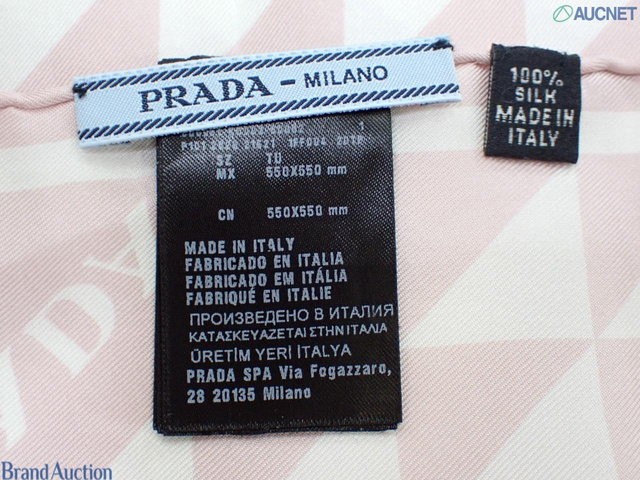 AUCNET
PRADA - MILANO
100%
SILK
MADE IN
ITALY
1
SZ TU
MX 550X550 mm
CN 550X550 mm
MADE IN ITALY
FABRICADO EN ITALIA
FABRICADO EM ITÁLIA
FABRIQUÉ EN ITALIE
ПРОИЗВЕДЕНО В ИТАЛИЯ
ΚΑΤΑΣΚΕΥΑΖΕΤΑΙ ΣΤΗΝ ΙΤΑΛΙΑ
ÜRETİM YERİ İTALYA
PRADA SPA Via Fogazzaro,
28 20135 Milano
Brand Auction